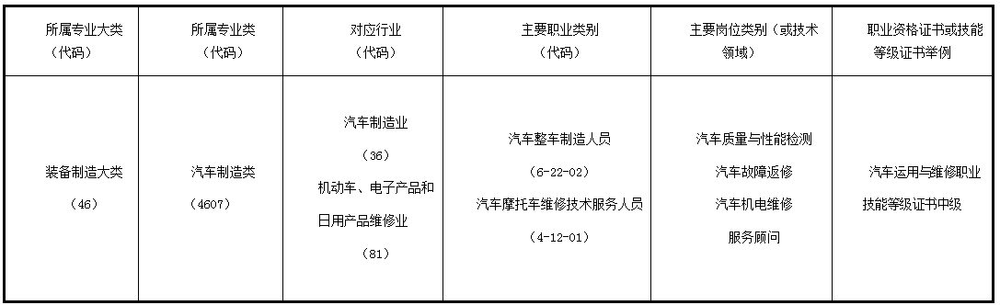 所属专业大类
（代码）
所属专业类
（代码）
对应行业
（代码）
主要职业类别
（代码）
主要岗位类别（或技术
领域）
职业资格证书或技能
等级证书举例
装备制造大类
（46）
汽车制造类
（4607）
汽车制造业
（36）
机动车、电子产品和
日用产品维修业
（81）
汽车整车制造人员
（6-22-02）
汽车摩托车维修技术服务人员
（4-12-01）
汽车质量与性能检测
汽车故障返修
汽车机电维修
服务顾问
汽车运用与维修职业
技能等级证书中级